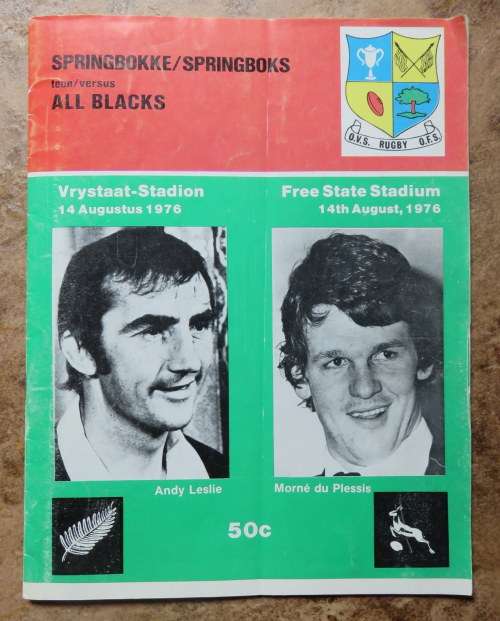 SPRINGBOKKE/SPRINGBOKS
teen/versus
ALL BLACKS
O.V.S. RUGBY O.F.S.
Vrystaat-Stadion
14 Augustus 1976
Free State Stadium
14th August, 1976
Andy Leslie
Morné du Plessis
50c